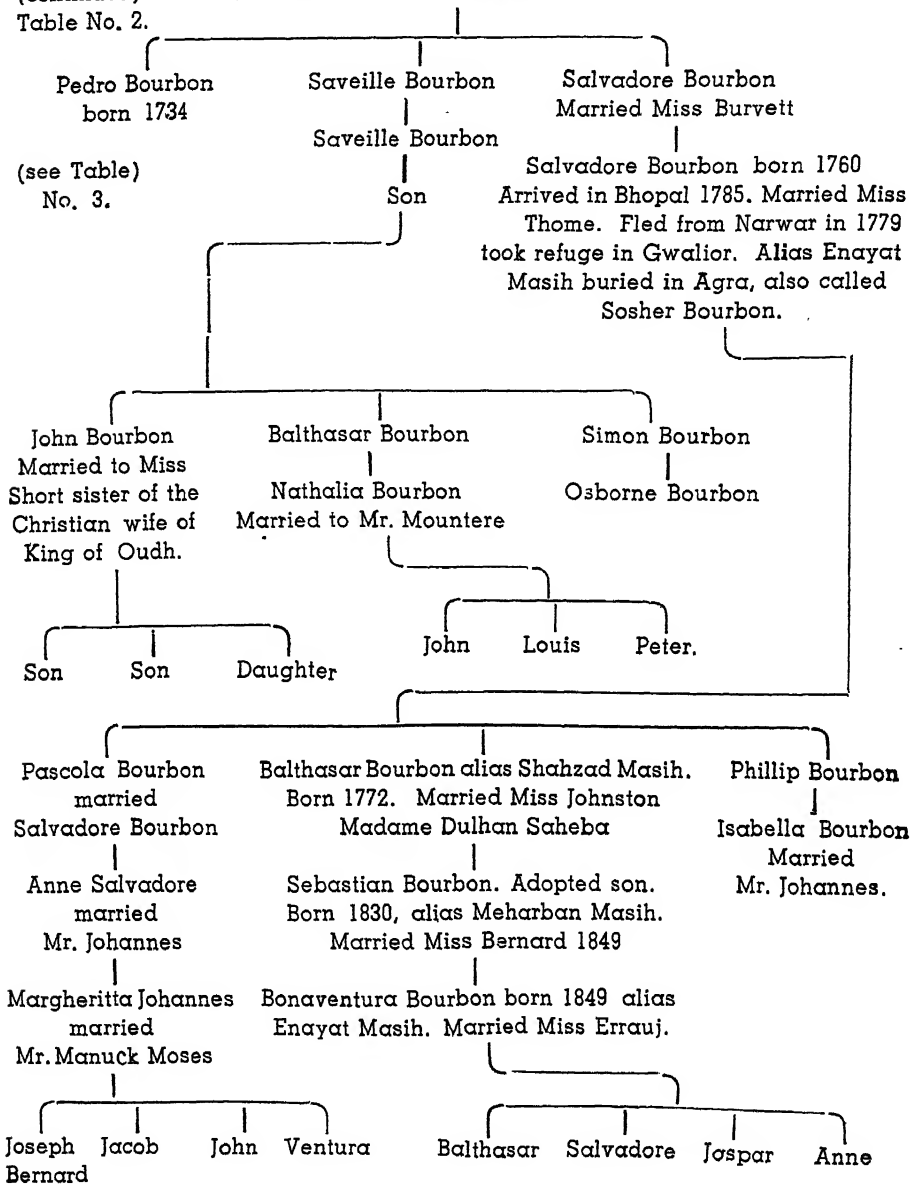 Table No. 2.
Pedro Bourbon
born 1734
(see Table)
No. 3.
Saveille Bourbon
Saveille Bourbon
Son
Salvadore Bourbon
Married Miss Burvett
Salvadore Bourbon born 1760
Arrived in Bhopal 1785. Married Miss
Thome. Fled from Narwar in 1779
took refuge in Gwalior. Alias Enayat
Masih buried in Agra, also called
Sosher Bourbon.
John Bourbon
Married to Miss
Short sister of the
Christian wife of
King of Oudh.
Balthasar Bourbon
Nathalia Bourbon
Married to Mr. Mountere
Simon Bourbon
Osborne Bourbon
Son
Son
Daughter
John
Louis
Peter.
Pascola Bourbon
married
Salvadore Bourbon
Anne Salvadore
married
Mr. Johannes
Margheritta Johannes
married
Mr. Manuck Moses
Balthasar Bourbon alias Shahzad Masih.
Born 1772. Married Miss Johnston
Madame Dulhan Saheba
Sebastian Bourbon. Adopted son.
Born 1830, alias Meharban Masih.
Married Miss Bernard 1849
Bonaventura Bourbon born 1849 alias
Enayat Masih. Married Miss Errauj.
Phillip Bourbon
Isabella Bourbon
Married
Mr. Johannes.
Joseph
Bernard
Jacob
John
Ventura
Balthasar
Salvadore
Jaspar
Anne